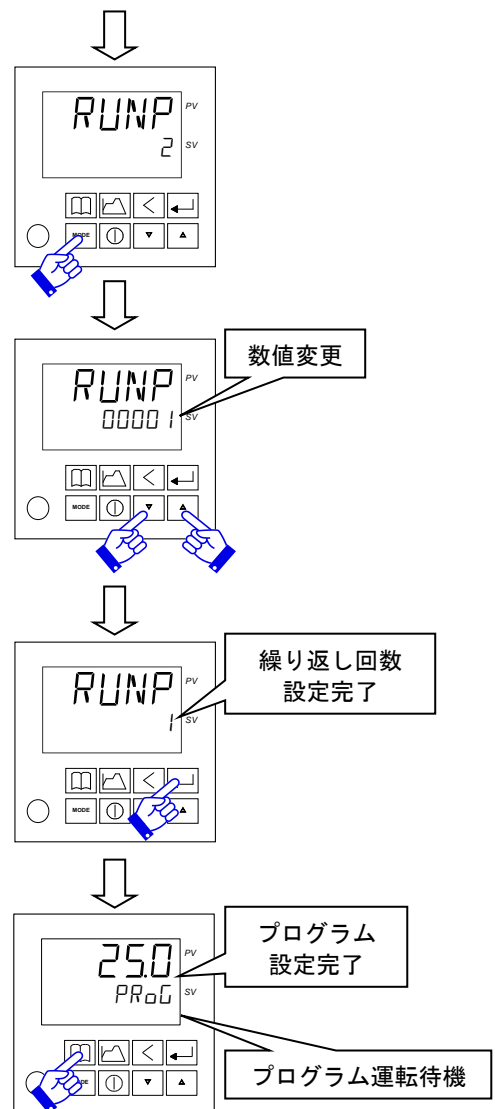 RUNP PV
2 SV
MODE
数値変更
RUNP PV
00001 SV
MODE
繰り返し回数
設定完了
RUNP PV
1 SV
MODE
プログラム
設定完了
25.0 PV
PRoG SV
プログラム運転待機